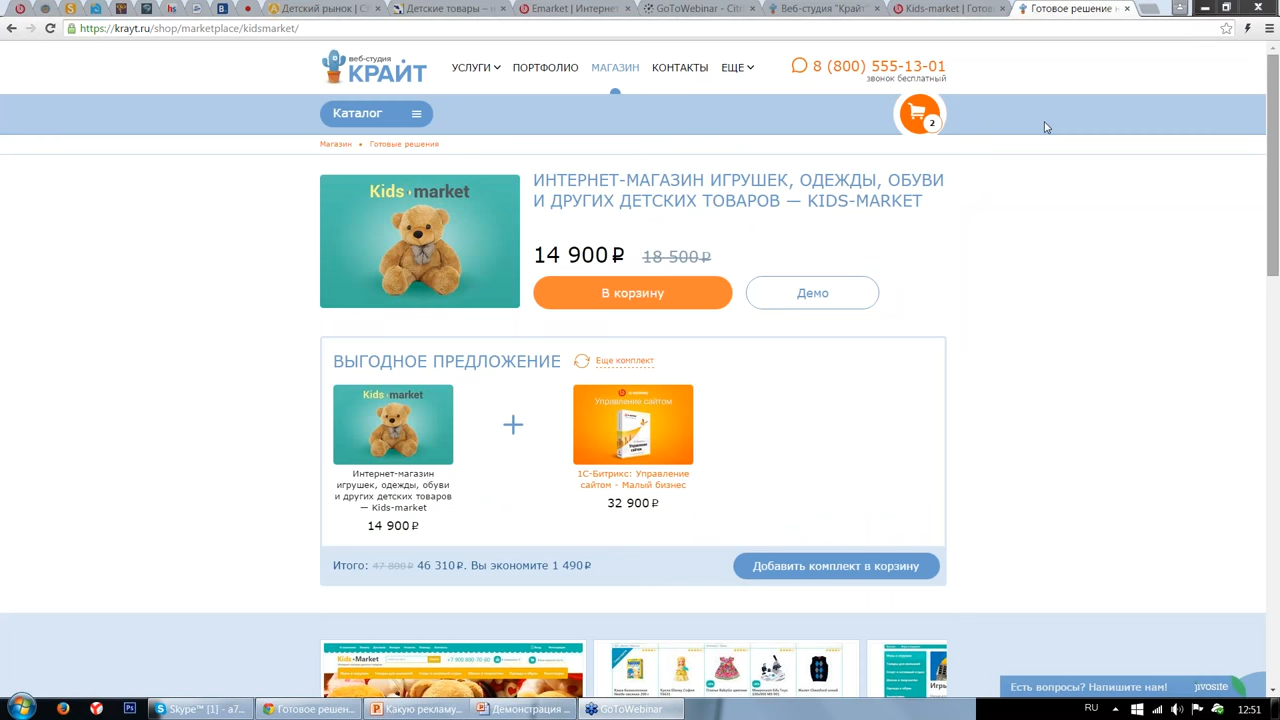 Детский рынок | С
Детские товары – н
Emarket | Интернет
GoToWebinar - Citr
Веб-студия "Крайт"
Kids-market | Готов
Готовое решение н
https://krayt.ru/shop/marketplace/kidsmarket/
веб-студия
КРАЙТ
УСЛУГИ ПОРТФОЛИО МАГАЗИН КОНТАКТЫ ЕЩЕ
8 (800) 555-13-01
звонок бесплатный
Каталог
2
Магазин • Готовые решения
Kids market
ИНТЕРНЕТ-МАГАЗИН ИГРУШЕК, ОДЕЖДЫ, ОБУВИ
И ДРУГИХ ДЕТСКИХ ТОВАРОВ — KIDS-MARKET
14 900 ₽ 18 500 ₽
В корзину Демо
ВЫГОДНОЕ ПРЕДЛОЖЕНИЕ Еще комплект
Kids market
Управление сайтом
Интернет-магазин
игрушек, одежды, обуви
и других детских товаров
— Kids-market
14 900 ₽
+
1С-Битрикс: Управление
сайтом - Малый бизнес
32 900 ₽
Итого: 47 800 ₽ 46 310 ₽. Вы экономите 1 490 ₽
Добавить комплект в корзину
Kids Market
Есть вопросы? Напишите нам! jivosite
Skype™ [1] - a7...
Готовое решен...
Какую рекламу...
Демонстрация ...
GoToWebinar
RU
12:51